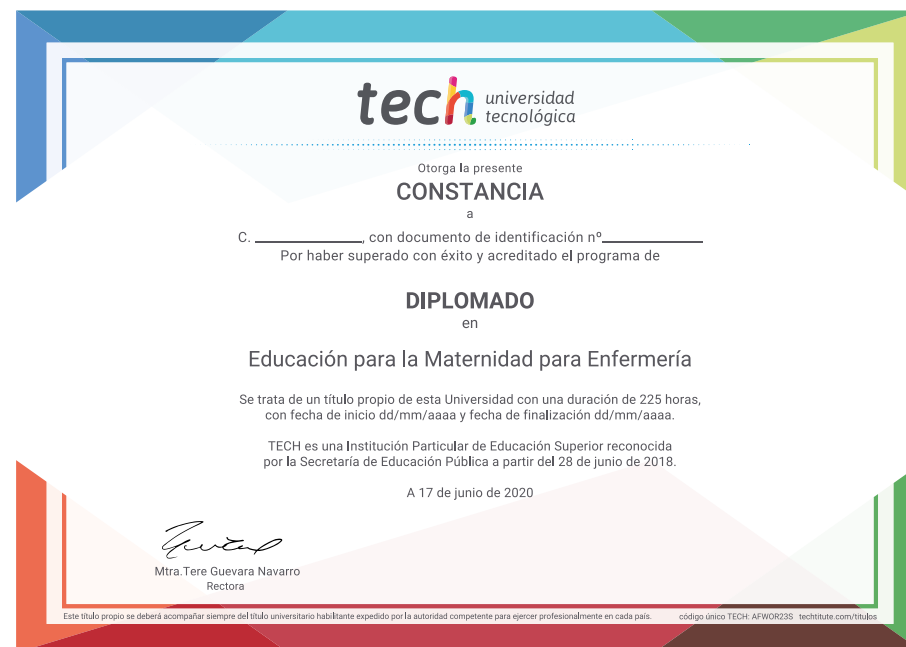 tech universidad
tecnológica
Otorga la presente
CONSTANCIA
a
C. ____________, con documento de identificación nº____________
Por haber superado con éxito y acreditado el programa de
DIPLOMADO
en
Educación para la Maternidad para Enfermería
Se trata de un título propio de esta Universidad con una duración de 225 horas,
con fecha de inicio dd/mm/aaaa y fecha de finalización dd/mm/aaaa.
TECH es una Institución Particular de Educación Superior reconocida
por la Secretaría de Educación Pública a partir del 28 de junio de 2018.
A 17 de junio de 2020
Mtra.Tere Guevara Navarro
Rectora
Este título propio se deberá acompañar siempre del título universitario habilitante expedido por la autoridad competente para ejercer profesionalmente en cada país. código único TECH: AFWOR23S techtitute.com/titulos